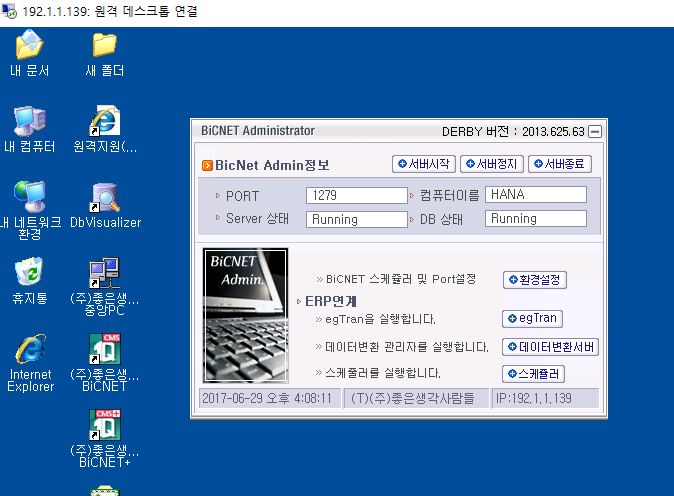 192.1.1.139: 원격 데스크톱 연결
내 문서
새 폴더
내 컴퓨터
원격지원(...
내 네트워크
환경
DbVisualizer
휴지통
(주)좋은생...
중앙PC
Internet
Explorer
CMS
(주)좋은생...
BiCNET
CMS+
(주)좋은생...
BiCNET+
BiCNET Administrator
DERBY 버전 : 2013.625.63
BicNet Admin정보
서버시작
서버정지
서버종료
PORT
1279
컴퓨터이름
HANA
Server 상태
Running
DB 상태
Running
BiCNET
Admin.
BiCNET 스케쥴러 및 Port설정
환경설정
ERP연계
egTran을 실행합니다.
egTran
데이터변환 관리자를 실행합니다.
데이터변환서버
스케쥴러를 실행합니다.
스케쥴러
2017-06-29 오후 4:08:11
(T)(주)좋은생각사람들
IP:192.1.1.139